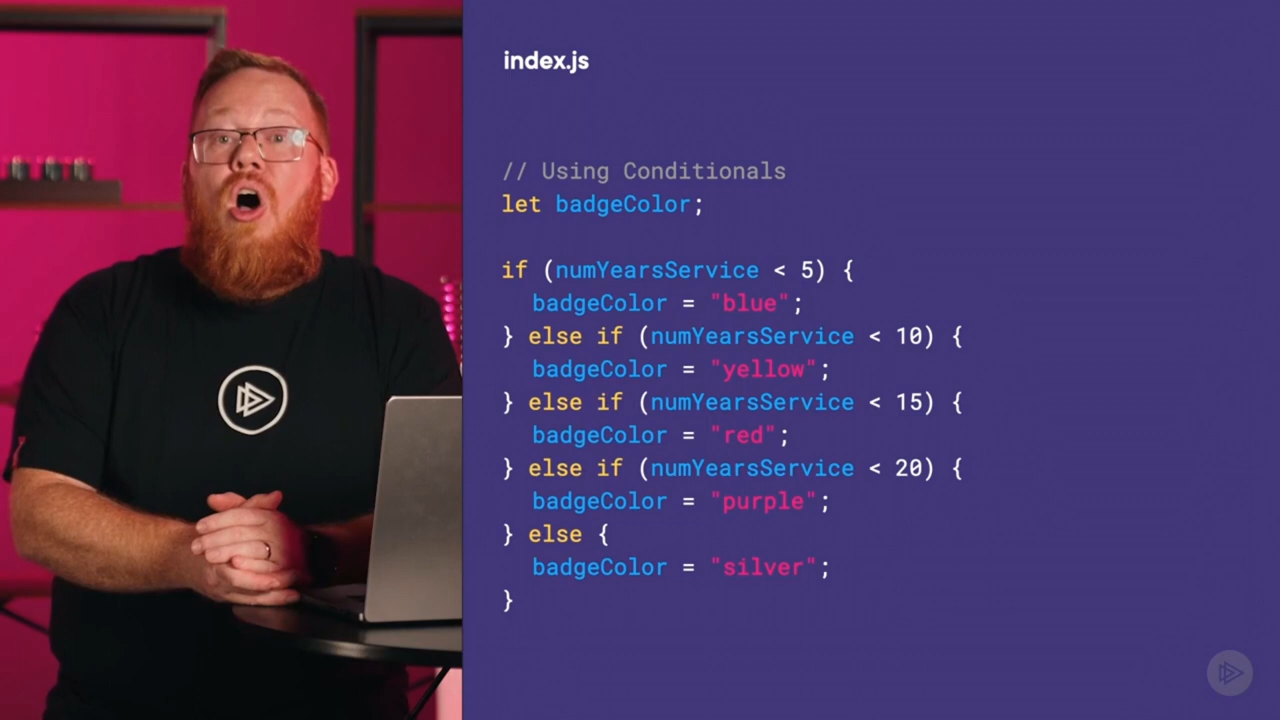 index.js
// Using Conditionals
let badgeColor;
if (numYearsService < 5) {
badgeColor = "blue";
} else if (numYearsService < 10) {
badgeColor = "yellow";
} else if (numYearsService < 15) {
badgeColor = "red";
} else if (numYearsService < 20) {
badgeColor = "purple";
} else {
badgeColor = "silver";
}